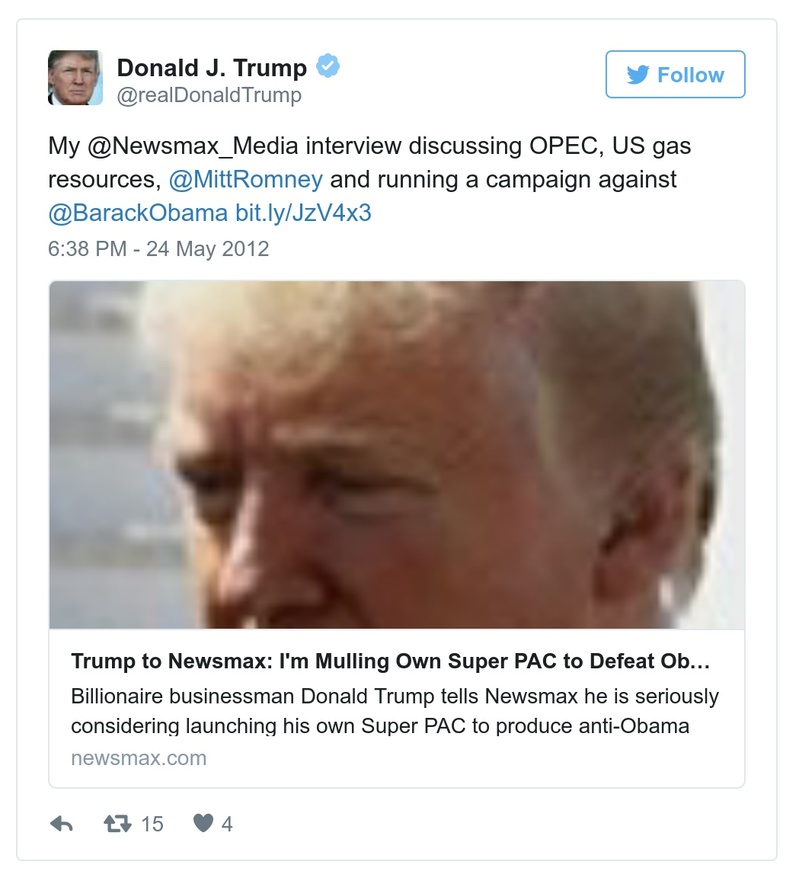 Donald J. Trump
@realDonaldTrump
Follow
My @Newsmax_Media interview discussing OPEC, US gas
resources, @MittRomney and running a campaign against
@BarackObama bit.ly/JzV4x3
6:38 PM - 24 May 2012
Trump to Newsmax: I'm Mulling Own Super PAC to Defeat Ob…
Billionaire businessman Donald Trump tells Newsmax he is seriously
considering launching his own Super PAC to produce anti-Obama
newsmax.com
15 4